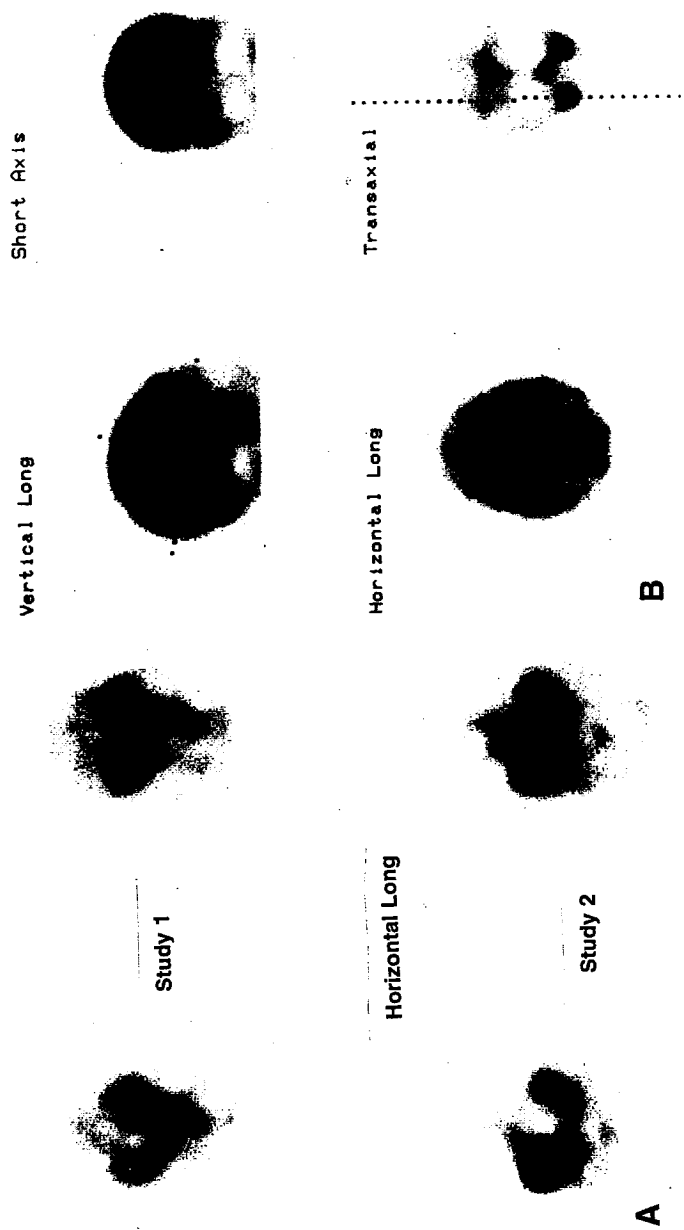 Study 1
Horizontal Long
Study 2
A
Vertical Long
Short Axis
Horizontal Long
Transaxial
B